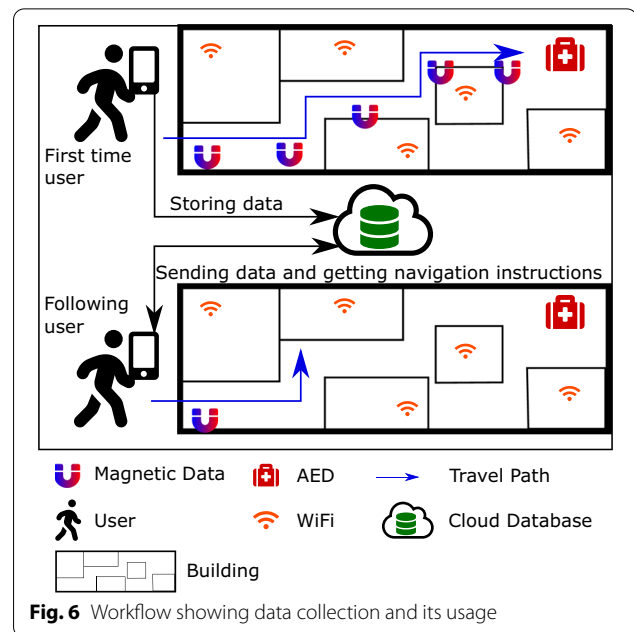 First time
user
Storing data
Sending data and getting navigation instructions
Following
user
Magnetic Data
AED
Travel Path
User
WiFi
Cloud Database
Building
Fig. 6 Workflow showing data collection and its usage